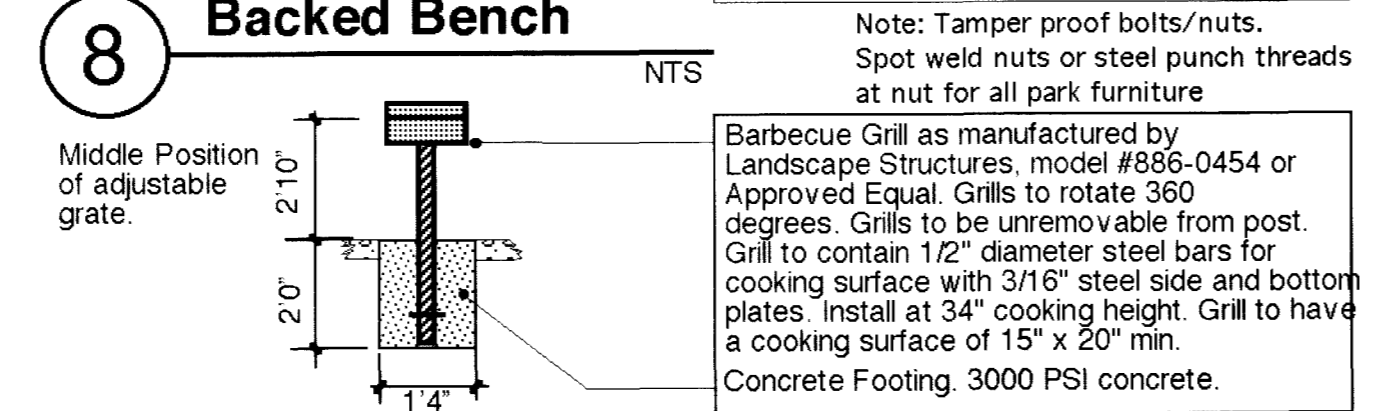 8
Backed Bench
NTS
Note: Tamper proof bolts/nuts.
Spot weld nuts or steel punch threads
at nut for all park furniture
Middle Position
of adjustable
grate.
2'10"
2'0"
1'4"
Barbecue Grill as manufactured by
Landscape Structures, model #886-0454 or
Approved Equal. Grills to rotate 360
degrees. Grills to be unremovable from post.
Grill to contain 1/2" diameter steel bars for
cooking surface with 3/16" steel side and bottom
plates. Install at 34" cooking height. Grill to have
a cooking surface of 15" x 20" min.
Concrete Footing. 3000 PSI concrete.